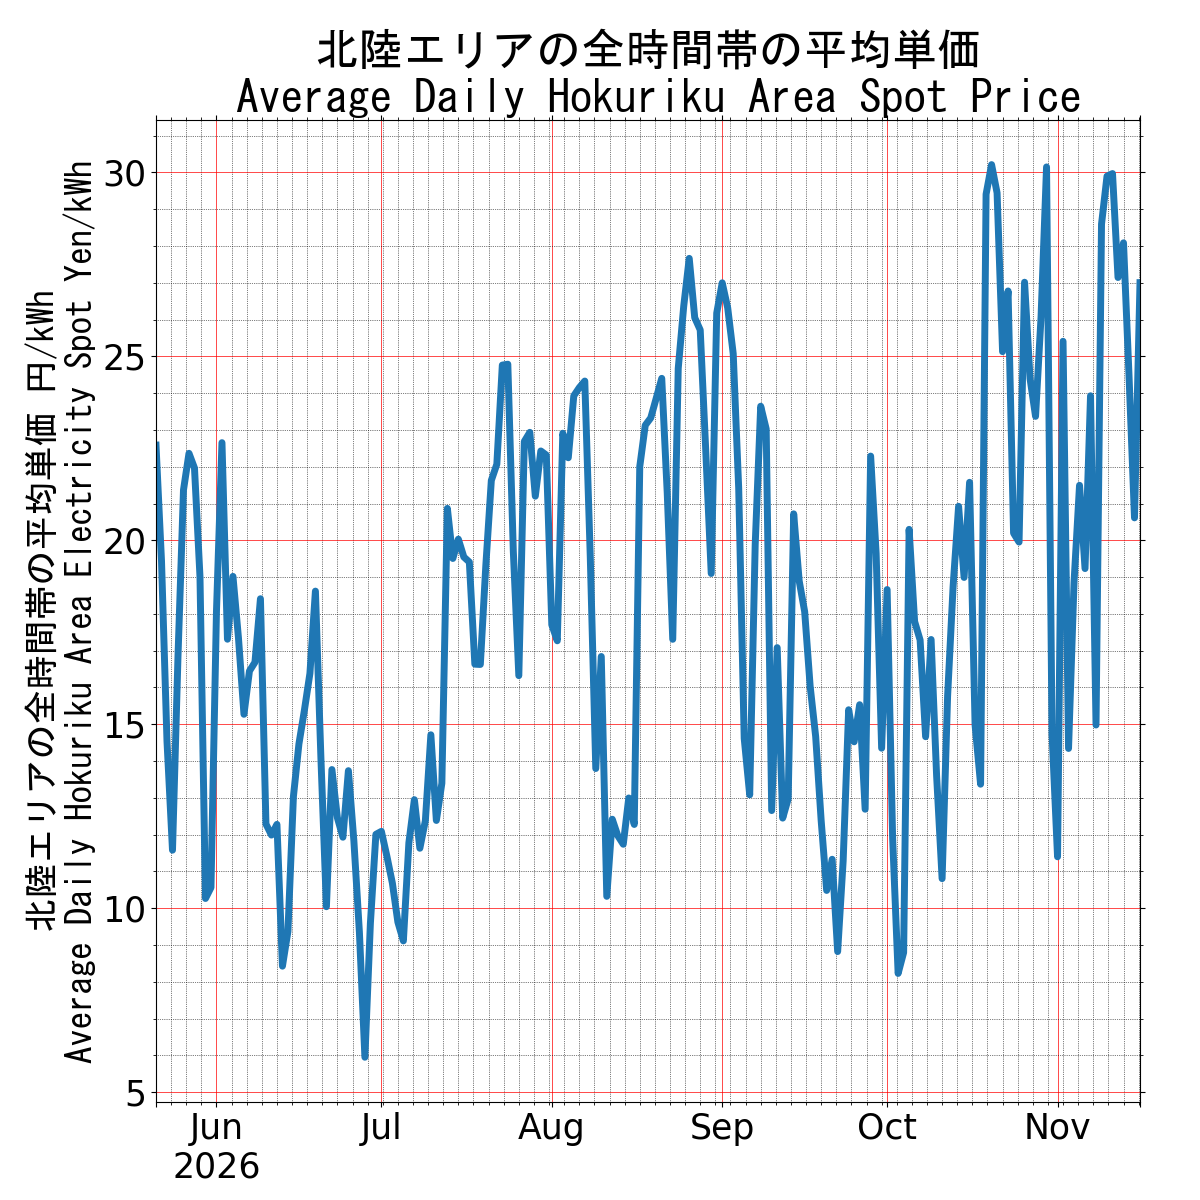 北陸エリアの全時間帯の平均単価
Average Daily Hokuriku Area Spot Price
北陸エリアの全時間帯の平均単価 円/kWh
Average Daily Hokuriku Area Electricity Spot Yen/kWh
30
25
20
15
10
5
Jun
2026
Jul
Aug
Sep
Oct
Nov